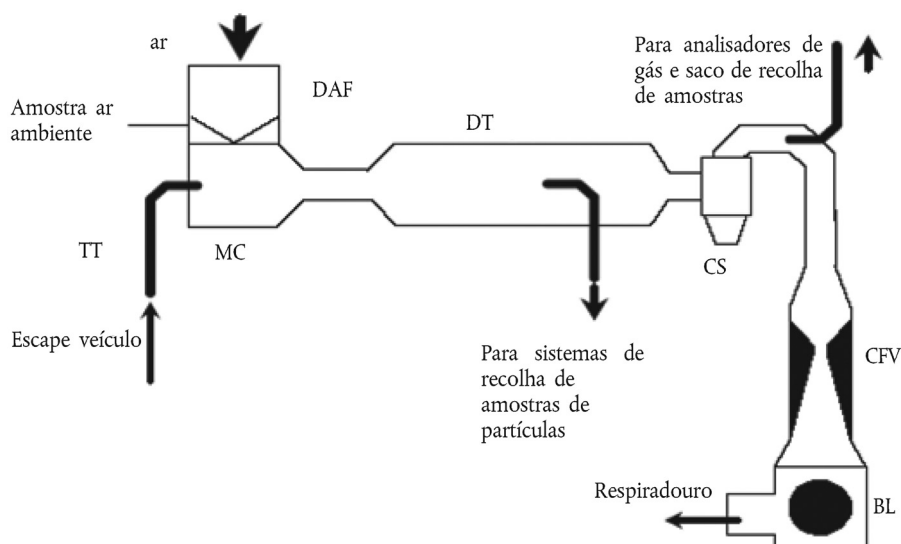 ar
DAF
Amostra ar
ambiente
DT
Para analisadores de
gás e saco de recolha
de amostras
TT
MC
CS
Escape veículo
Para sistemas de
recolha de
amostras de
partículas
CFV
Respiradouro
BL